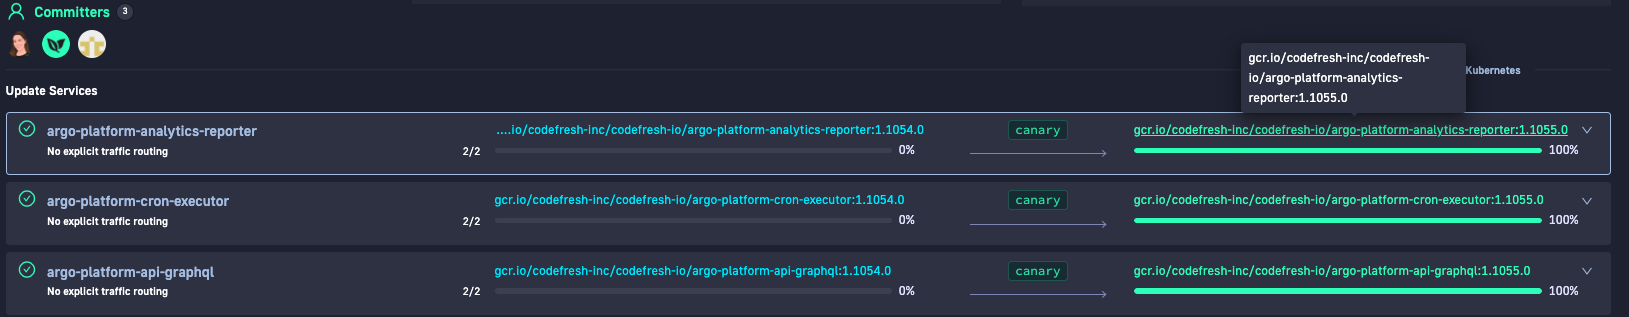 Committers 3
gcr.io/codefresh-inc/codefresh-
io/argo-platform-analytics-
reporter:1.1055.0
Kubernetes
Update Services
argo-platform-analytics-reporter
....io/codefresh-inc/codefresh-io/argo-platform-analytics-reporter:1.1054.0
canary
gcr.io/codefresh-inc/codefresh-io/argo-platform-analytics-reporter:1.1055.0
No explicit traffic routing
2/2
0%
100%
argo-platform-cron-executor
gcr.io/codefresh-inc/codefresh-io/argo-platform-cron-executor:1.1054.0
canary
gcr.io/codefresh-inc/codefresh-io/argo-platform-cron-executor:1.1055.0
No explicit traffic routing
2/2
0%
100%
argo-platform-api-graphql
gcr.io/codefresh-inc/codefresh-io/argo-platform-api-graphql:1.1054.0
canary
gcr.io/codefresh-inc/codefresh-io/argo-platform-api-graphql:1.1055.0
No explicit traffic routing
2/2
0%
100%